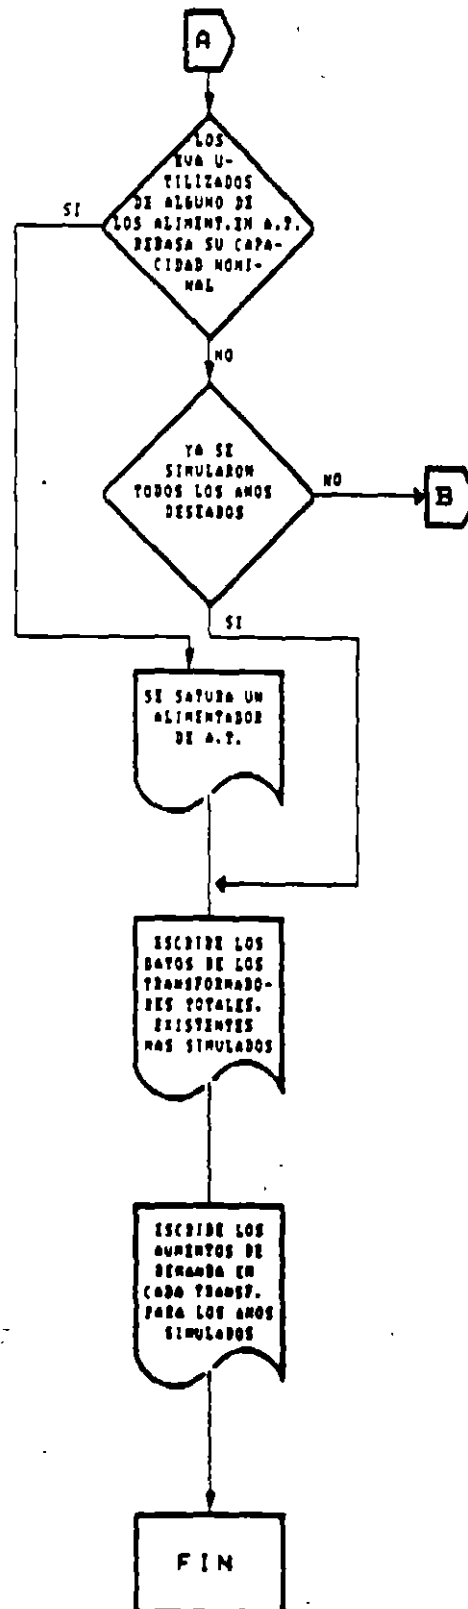 A
LOS
KVA U-
TILIZADOS
DE ALGUNO DE
LOS ALIMENT.EN A.T.
REBASA SU CAPA-
CIDAD NOMI-
NAL
SI
NO
YA SE
SIMULARON
TODOS LOS ANOS
DESEADOS
NO
B
SI
SE SATURA UN
ALIMENTADOR
DE A.T.
ESCRIBE LOS
DATOS DE LOS
TRANSFORMADO-
RES TOTALES.
EXISTENTES
MAS SIMULADOS
ESCRIBE LOS
AUMENTOS DE
DEMANDA EN
CADA TRANSF.
PARA LOS ANOS
SIMULADOS
FIN